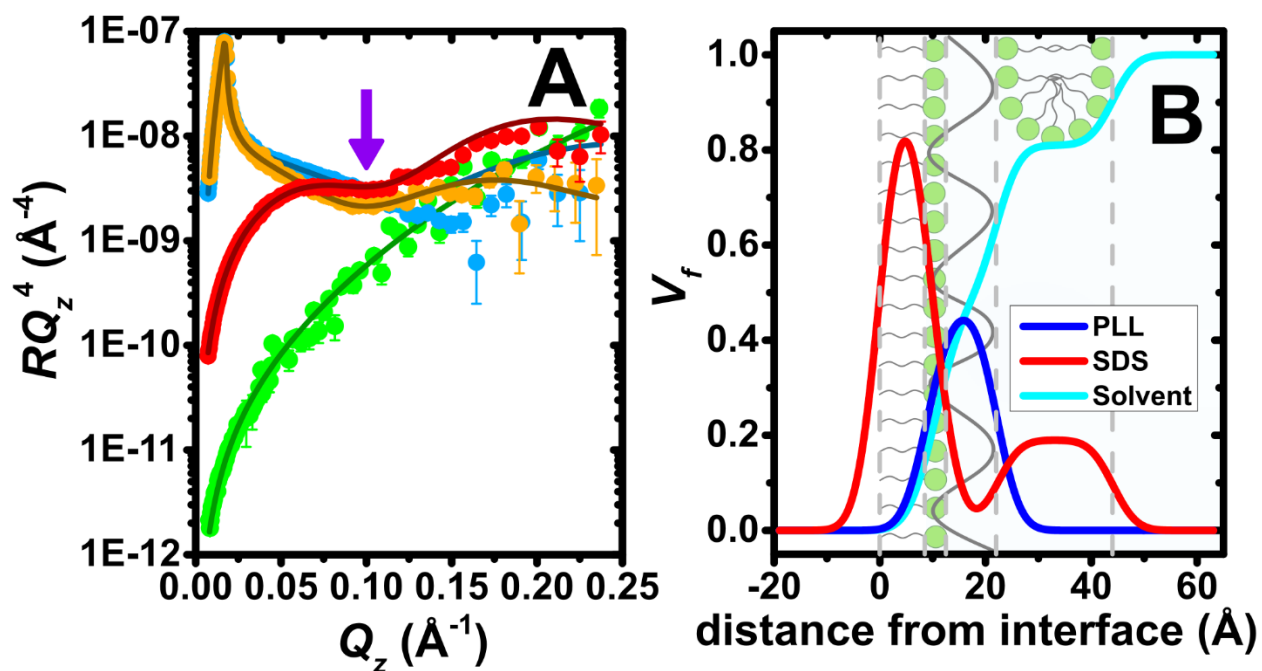 A
1E-07
1E-08
1E-09
1E-10
1E-11
1E-12
RQz4 (Å-4)
0.00 0.05 0.10 0.15 0.20 0.25
Qz (Å-1)
B
1.0
0.8
0.6
0.4
0.2
0.0
Vf
PLL
SDS
Solvent
-20 0 20 40 60
distance from interface (Å)